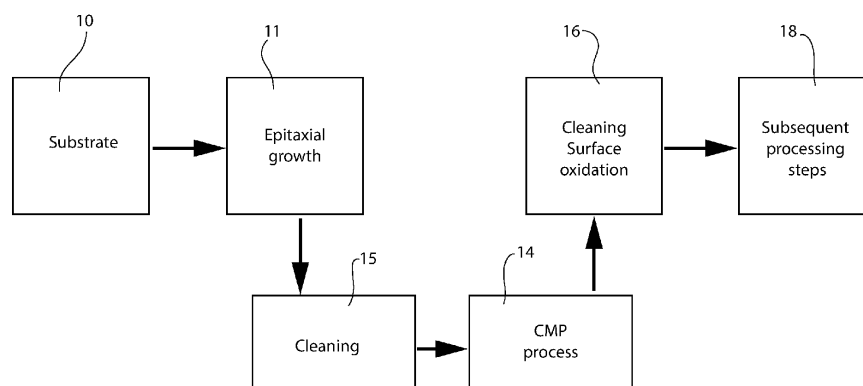 10
Substrate
11
Epitaxial
growth
15
Cleaning
14
CMP
process
16
Cleaning
Surface
oxidation
18
Subsequent
processing
steps